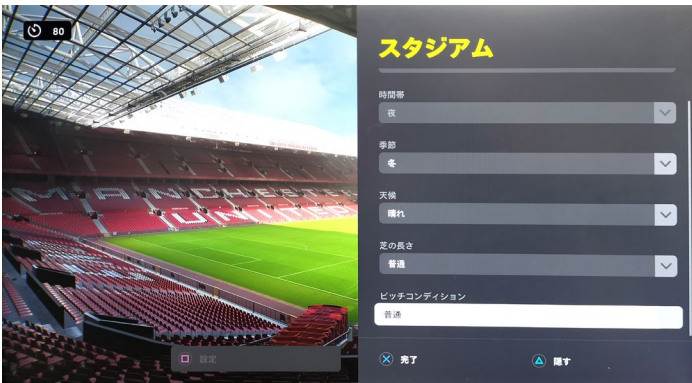 80
MANCHESTER
UNITED
設定
スタジアム
時間帯
夜
季節
冬
天候
晴れ
芝の長さ
普通
ピッチコンディション
普通
完了
隠す